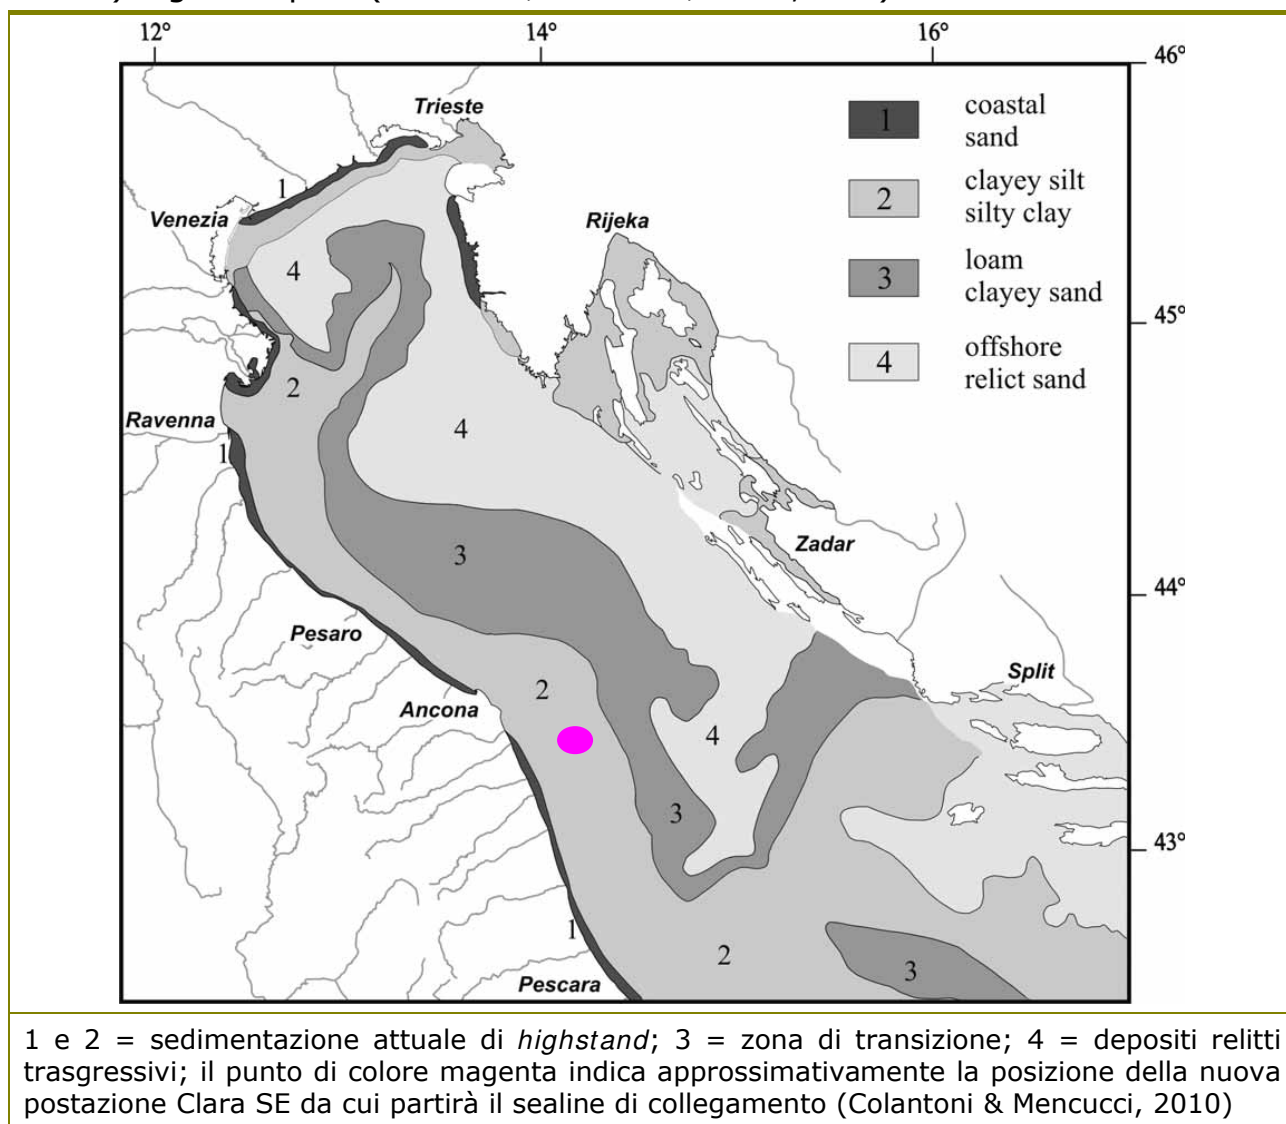 12°
14°
16°
46°
Trieste
1
coastal
sand
2
clayey silt
silty clay
1
Venezia
Rijeka
3
loam
clayey sand
4
45°
4
offshore
relict sand
2
Ravenna
4
1
3
Zadar
44°
Pesaro
Split
2
Ancona
4
3
43°
1
2
3
Pescara
1 e 2 = sedimentazione attuale di highstand; 3 = zona di transizione; 4 = depositi relitti
trasgressivi; il punto di colore magenta indica approssimativamente la posizione della nuova
postazione Clara SE da cui partirà il sealine di collegamento (Colantoni & Mencucci, 2010)